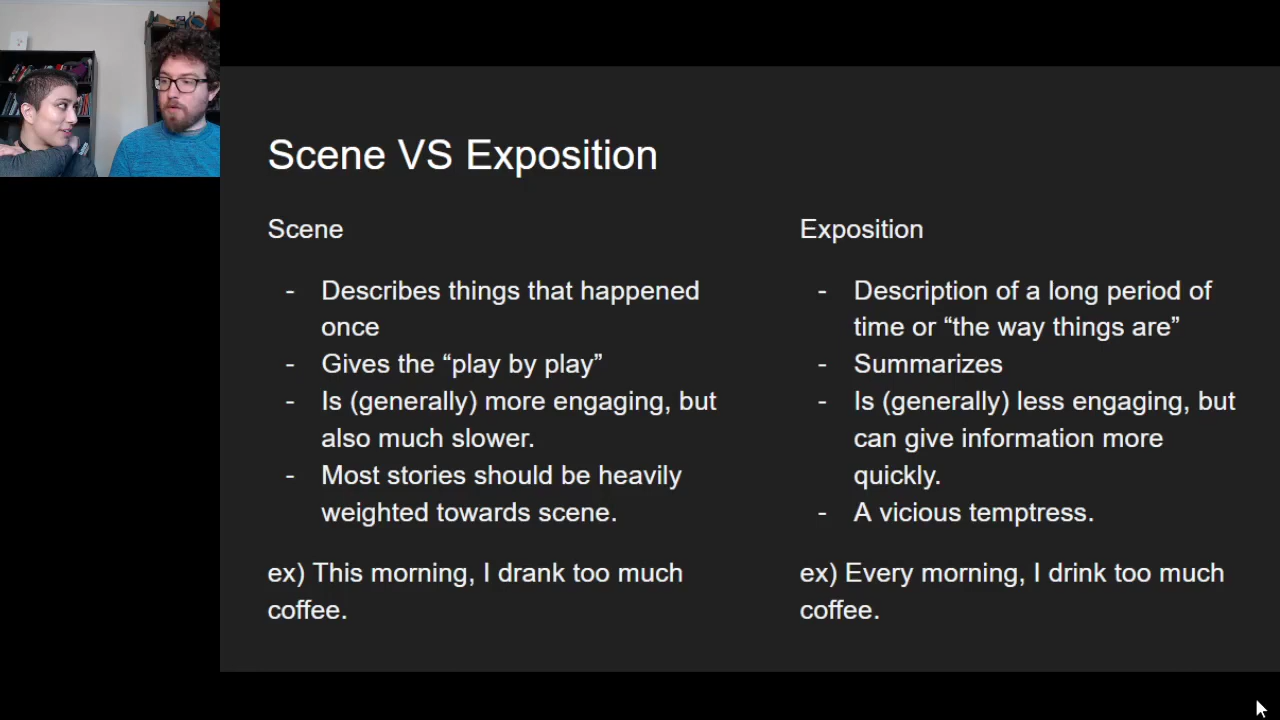 Scene VS Exposition
Scene
- Describes things that happened
once
- Gives the “play by play”
- Is (generally) more engaging, but
also much slower.
- Most stories should be heavily
weighted towards scene.
ex) This morning, I drank too much
coffee.
Exposition
- Description of a long period of
time or “the way things are”
- Summarizes
- Is (generally) less engaging, but
can give information more
quickly.
- A vicious temptress.
ex) Every morning, I drink too much
coffee.